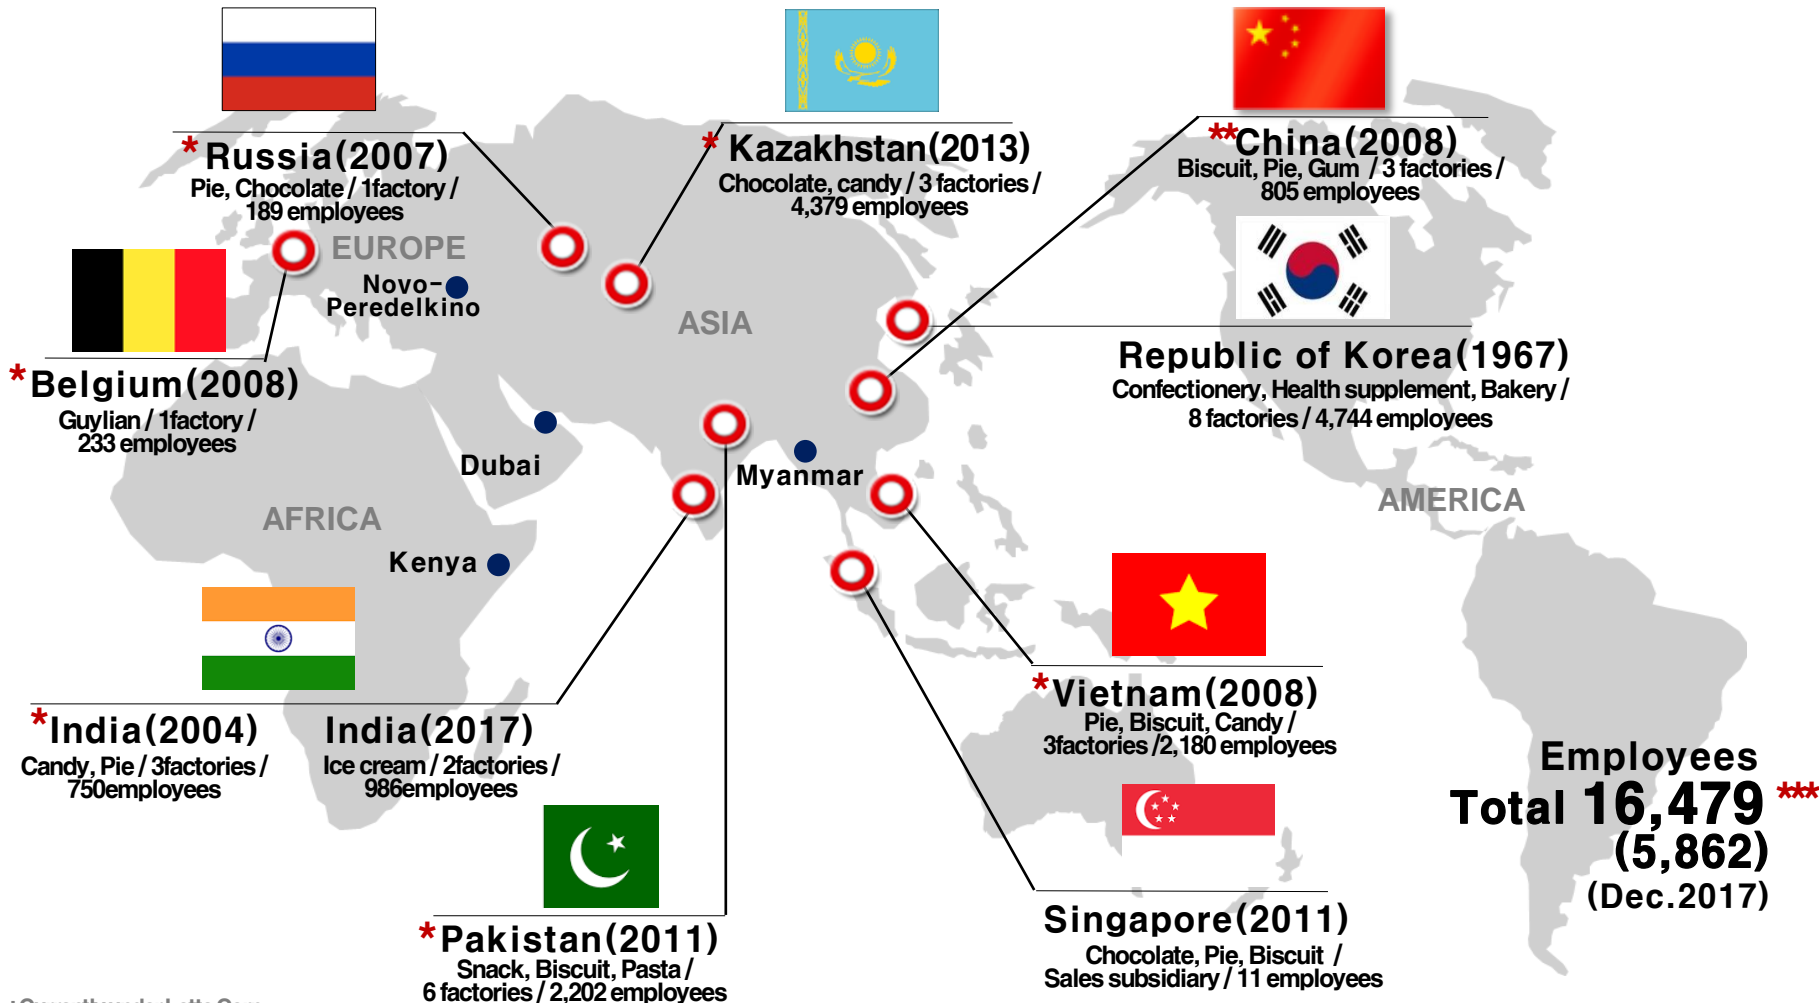 *Russia(2007)
Pie, Chocolate / 1factory /
189 employees
*Kazakhstan(2013)
Chocolate, candy / 3 factories /
4,379 employees
**China(2008)
Biscuit, Pie, Gum / 3 factories /
805 employees
EUROPE
Novo-
Peredelkino
ASIA
Republic of Korea(1967)
Confectionery, Health supplement, Bakery /
8 factories / 4,744 employees
*Belgium(2008)
Guylian / 1factory /
233 employees
Dubai
Myanmar
AFRICA
AMERICA
Kenya
*India(2004)
Candy, Pie / 3factories /
750employees
India(2017)
Ice cream / 2factories /
986employees
*Vietnam(2008)
Pie, Biscuit, Candy /
3factories /2,180 employees
Employees
Total 16,479 ***
(5,862)
(Dec.2017)
*Pakistan(2011)
Snack, Biscuit, Pasta /
6 factories / 2,202 employees
Singapore(2011)
Chocolate, Pie, Biscuit /
Sales subsidiary / 11 employees